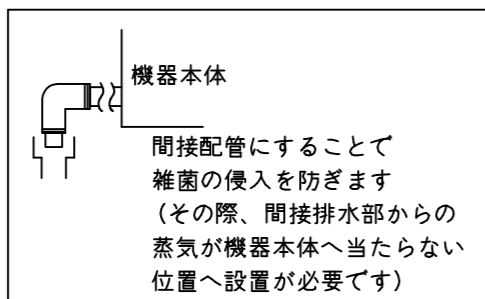 機器本体
間接配管にすることで
雑菌の侵入を防ぎます
（その際、間接排水部からの
蒸気が機器本体へ当たらない
位置へ設置が必要です）